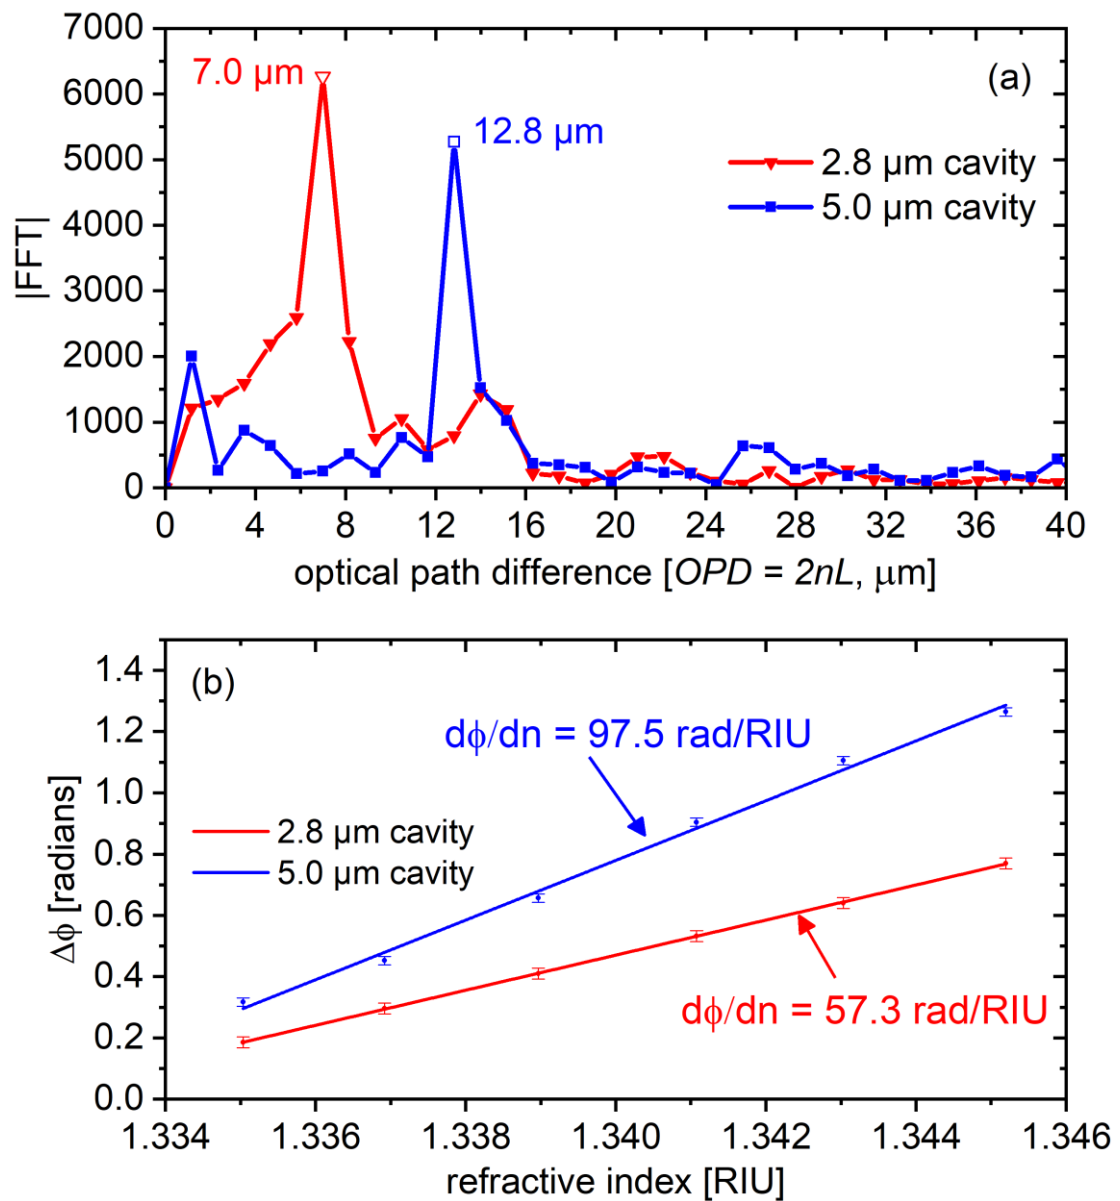 7000
6000
5000
4000
3000
2000
1000
0
|FFT|
7.0 μm
12.8 μm
(a)
2.8 μm cavity
5.0 μm cavity
0 4 8 12 16 20 24 28 32 36 40
optical path difference [OPD = 2nL, μm]
1.4
1.2
1.0
0.8
0.6
0.4
0.2
0.0
Δϕ [radians]
(b)
dϕ/dn = 97.5 rad/RIU
2.8 μm cavity
5.0 μm cavity
dϕ/dn = 57.3 rad/RIU
1.334 1.336 1.338 1.340 1.342 1.344 1.346
refractive index [RIU]